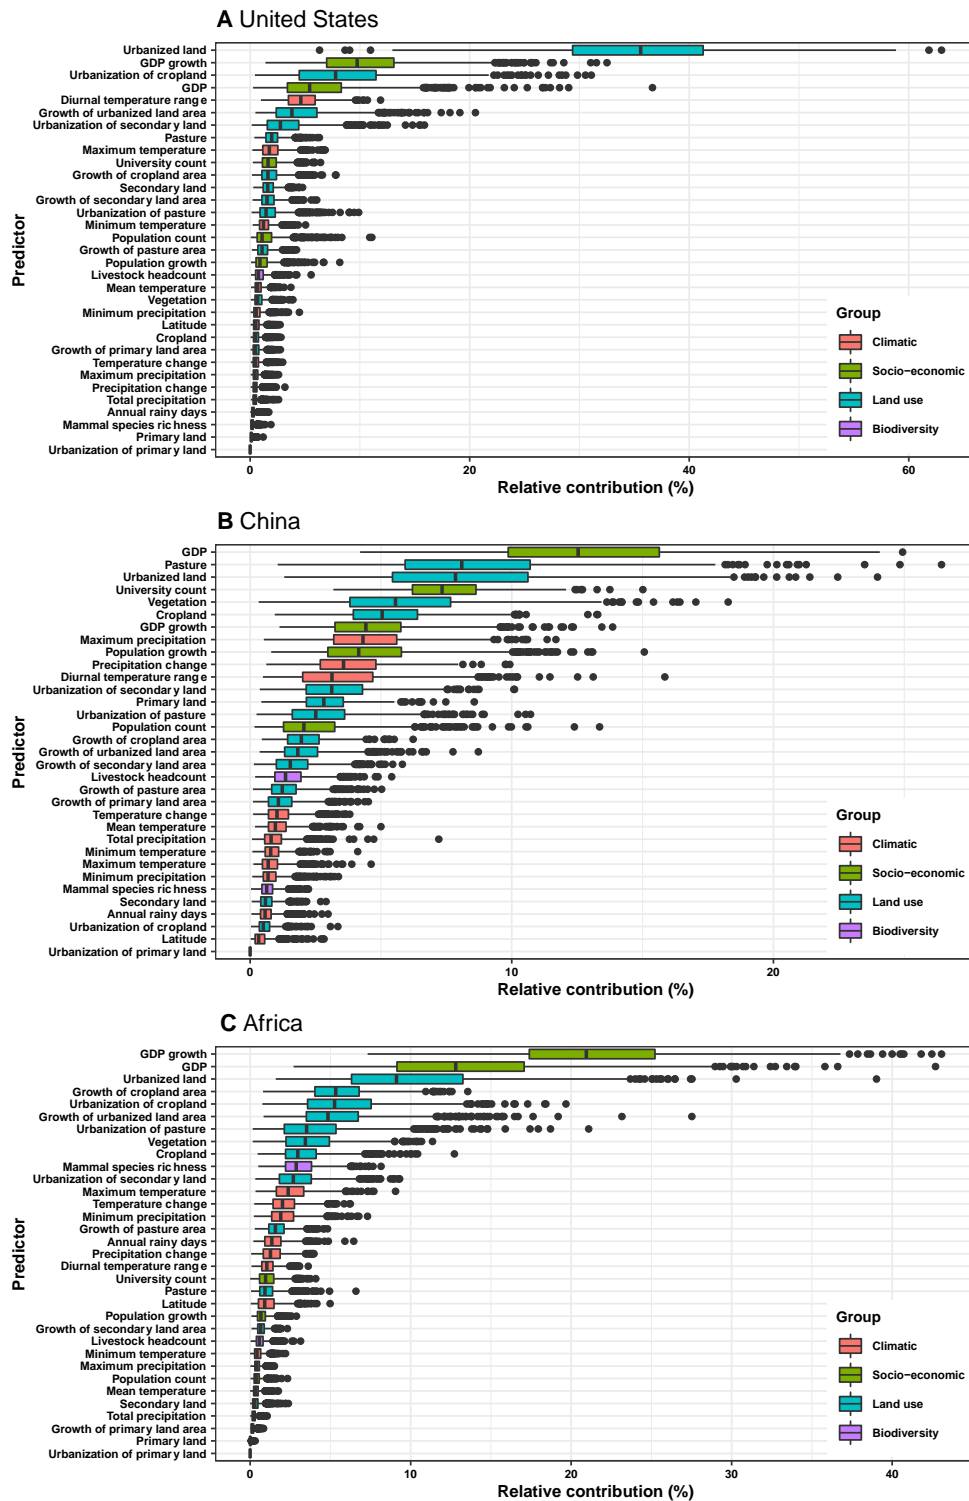 A United States
Predictor
Urbanized land
GDP growth
Urbanization of cropland
GDP
Diurnal temperature range
Growth of urbanized land area
Urbanization of secondary land
Pasture
Maximum temperature
University count
Growth of cropland area
Secondary land
Growth of secondary land area
Urbanization of pasture
Minimum temperature
Population count
Growth of pasture area
Population growth
Livestock headcount
Mean temperature
Vegetation
Minimum precipitation
Latitude
Cropland
Growth of primary land area
Temperature change
Maximum precipitation
Precipitation change
Total precipitation
Annual rainy days
Mammal species richness
Primary land
Urbanization of primary land
Group
Climatic
Socio-economic
Land use
Biodiversity
0 20 40 60
Relative contribution (%)
B China
Predictor
GDP
Pasture
Urbanized land
University count
Vegetation
Cropland
GDP growth
Maximum precipitation
Population growth
Precipitation change
Diurnal temperature range
Urbanization of secondary land
Primary land
Urbanization of pasture
Population count
Growth of cropland area
Growth of urbanized land area
Growth of secondary land area
Livestock headcount
Growth of pasture area
Growth of primary land area
Temperature change
Mean temperature
Total precipitation
Minimum temperature
Maximum temperature
Minimum precipitation
Mammal species richness
Secondary land
Annual rainy days
Urbanization of cropland
Latitude
Urbanization of primary land
Group
Climatic
Socio-economic
Land use
Biodiversity
0 10 20
Relative contribution (%)
C Africa
Predictor
GDP growth
GDP
Urbanized land
Growth of cropland area
Urbanization of cropland
Growth of urbanized land area
Urbanization of pasture
Vegetation
Cropland
Mammal species richness
Urbanization of secondary land
Maximum temperature
Temperature change
Minimum precipitation
Growth of pasture area
Annual rainy days
Precipitation change
Diurnal temperature range
University count
Pasture
Latitude
Population growth
Growth of secondary land area
Livestock headcount
Minimum temperature
Maximum precipitation
Population count
Mean temperature
Secondary land
Total precipitation
Growth of primary land area
Primary land
Urbanization of primary land
Group
Climatic
Socio-economic
Land use
Biodiversity
0 10 20 30 40
Relative contribution (%)